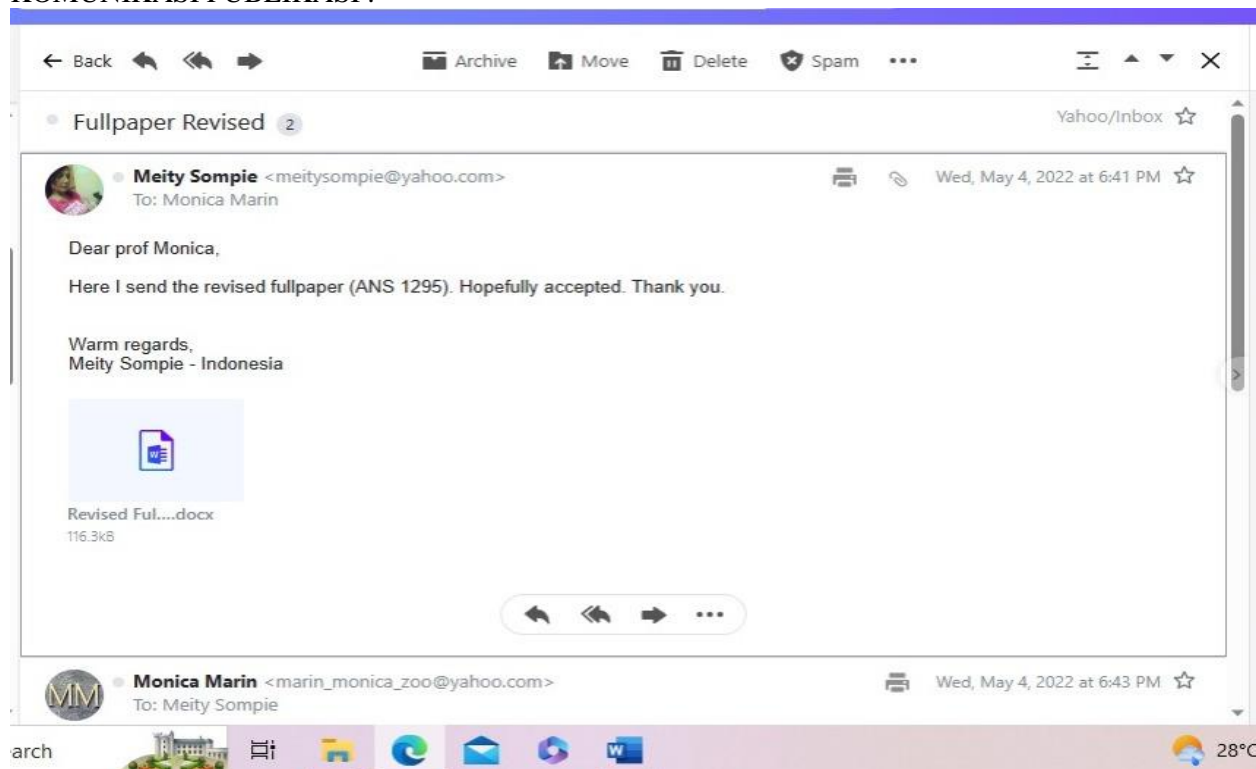 KOMUNIKASI PUBLIKASI :
← Back Archive Move Delete Spam •••
Fullpaper Revised 2 Yahoo/Inbox
Meity Sompie <meitysompie@yahoo.com> Wed, May 4, 2022 at 6:41 PM
To: Monica Marin
Dear prof Monica,
Here I send the revised fullpaper (ANS 1295). Hopefully accepted. Thank you.
Warm regards,
Meity Sompie - Indonesia
Revised Ful....docx
116.3kB
MM Monica Marin <marin_monica_zoo@yahoo.com> Wed, May 4, 2022 at 6:43 PM
To: Meity Sompie
arch 28°C